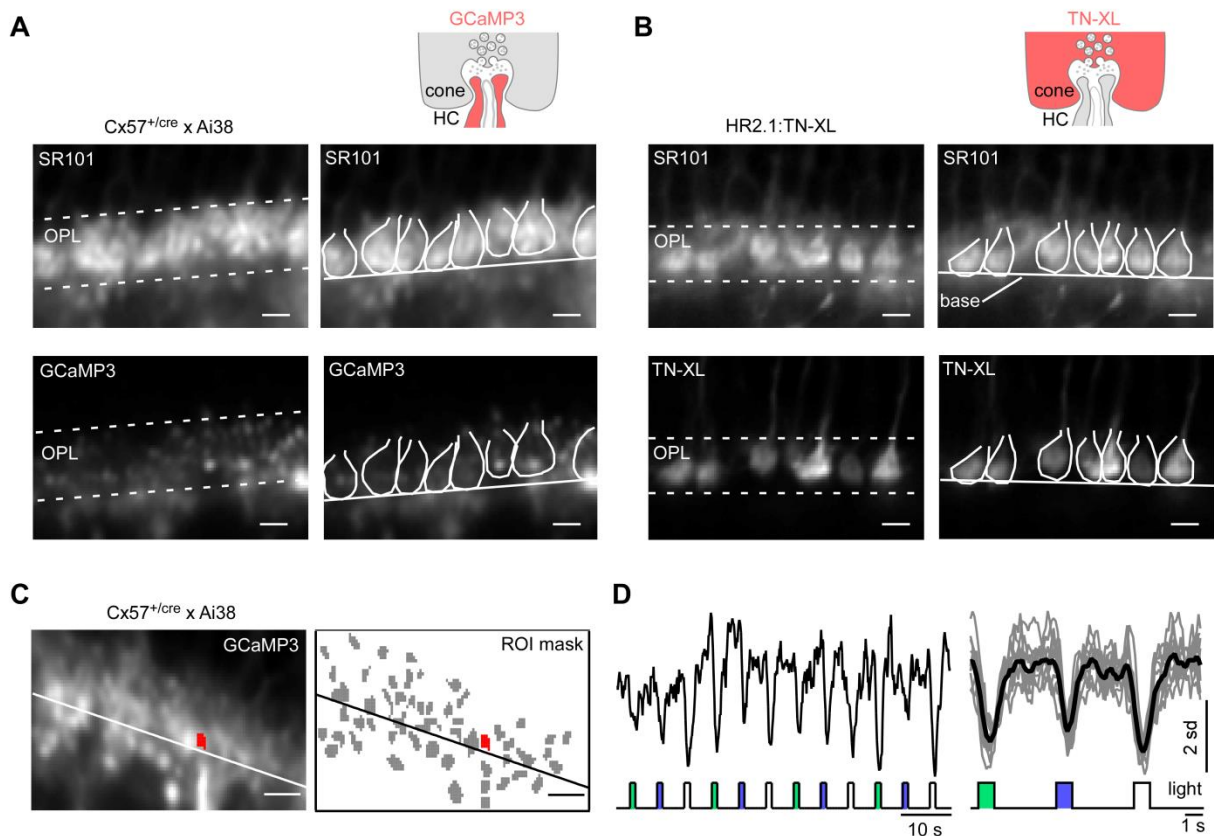 A
GCaMP3
cone
HC
Cx57+/cre x Ai38
SR101
OPL
SR101
GCaMP3
OPL
GCaMP3
B
TN-XL
cone
HC
HR2.1:TN-XL
SR101
OPL
SR101
base
TN-XL
OPL
TN-XL
C
Cx57+/cre x Ai38
GCaMP3
ROI mask
D
2 sd
light
10 s
1 s